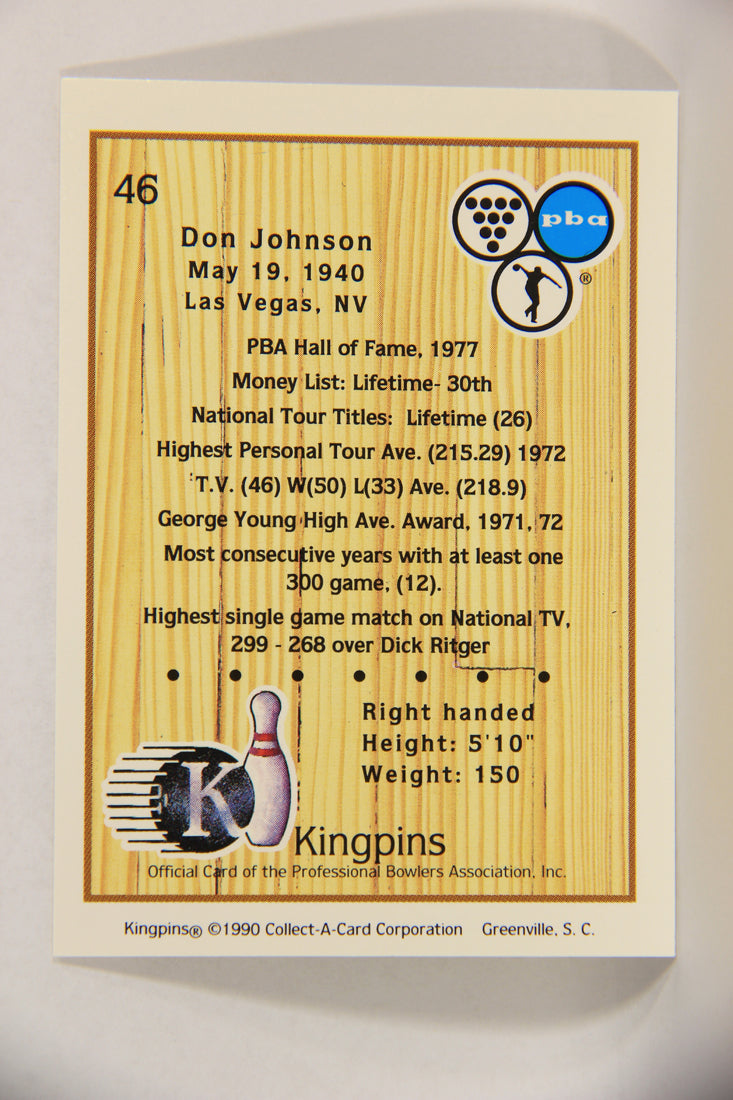 46
pba
®
Don Johnson
May 19, 1940
Las Vegas, NV
PBA Hall of Fame, 1977
Money List: Lifetime- 30th
National Tour Titles: Lifetime (26)
Highest Personal Tour Ave. (215.29) 1972
T.V. (46) W(50) L(33) Ave. (218.9)
George Young High Ave. Award, 1971, 72
Most consecutive years with at least one
300 game, (12).
Highest single game match on National TV,
299 - 268 over Dick Ritger
Right handed
Height: 5'10"
Weight: 150
K
Kingpins
Official Card of the Professional Bowlers Association, Inc.
Kingpins® ©1990 Collect-A-Card Corporation Greenville, S. C.